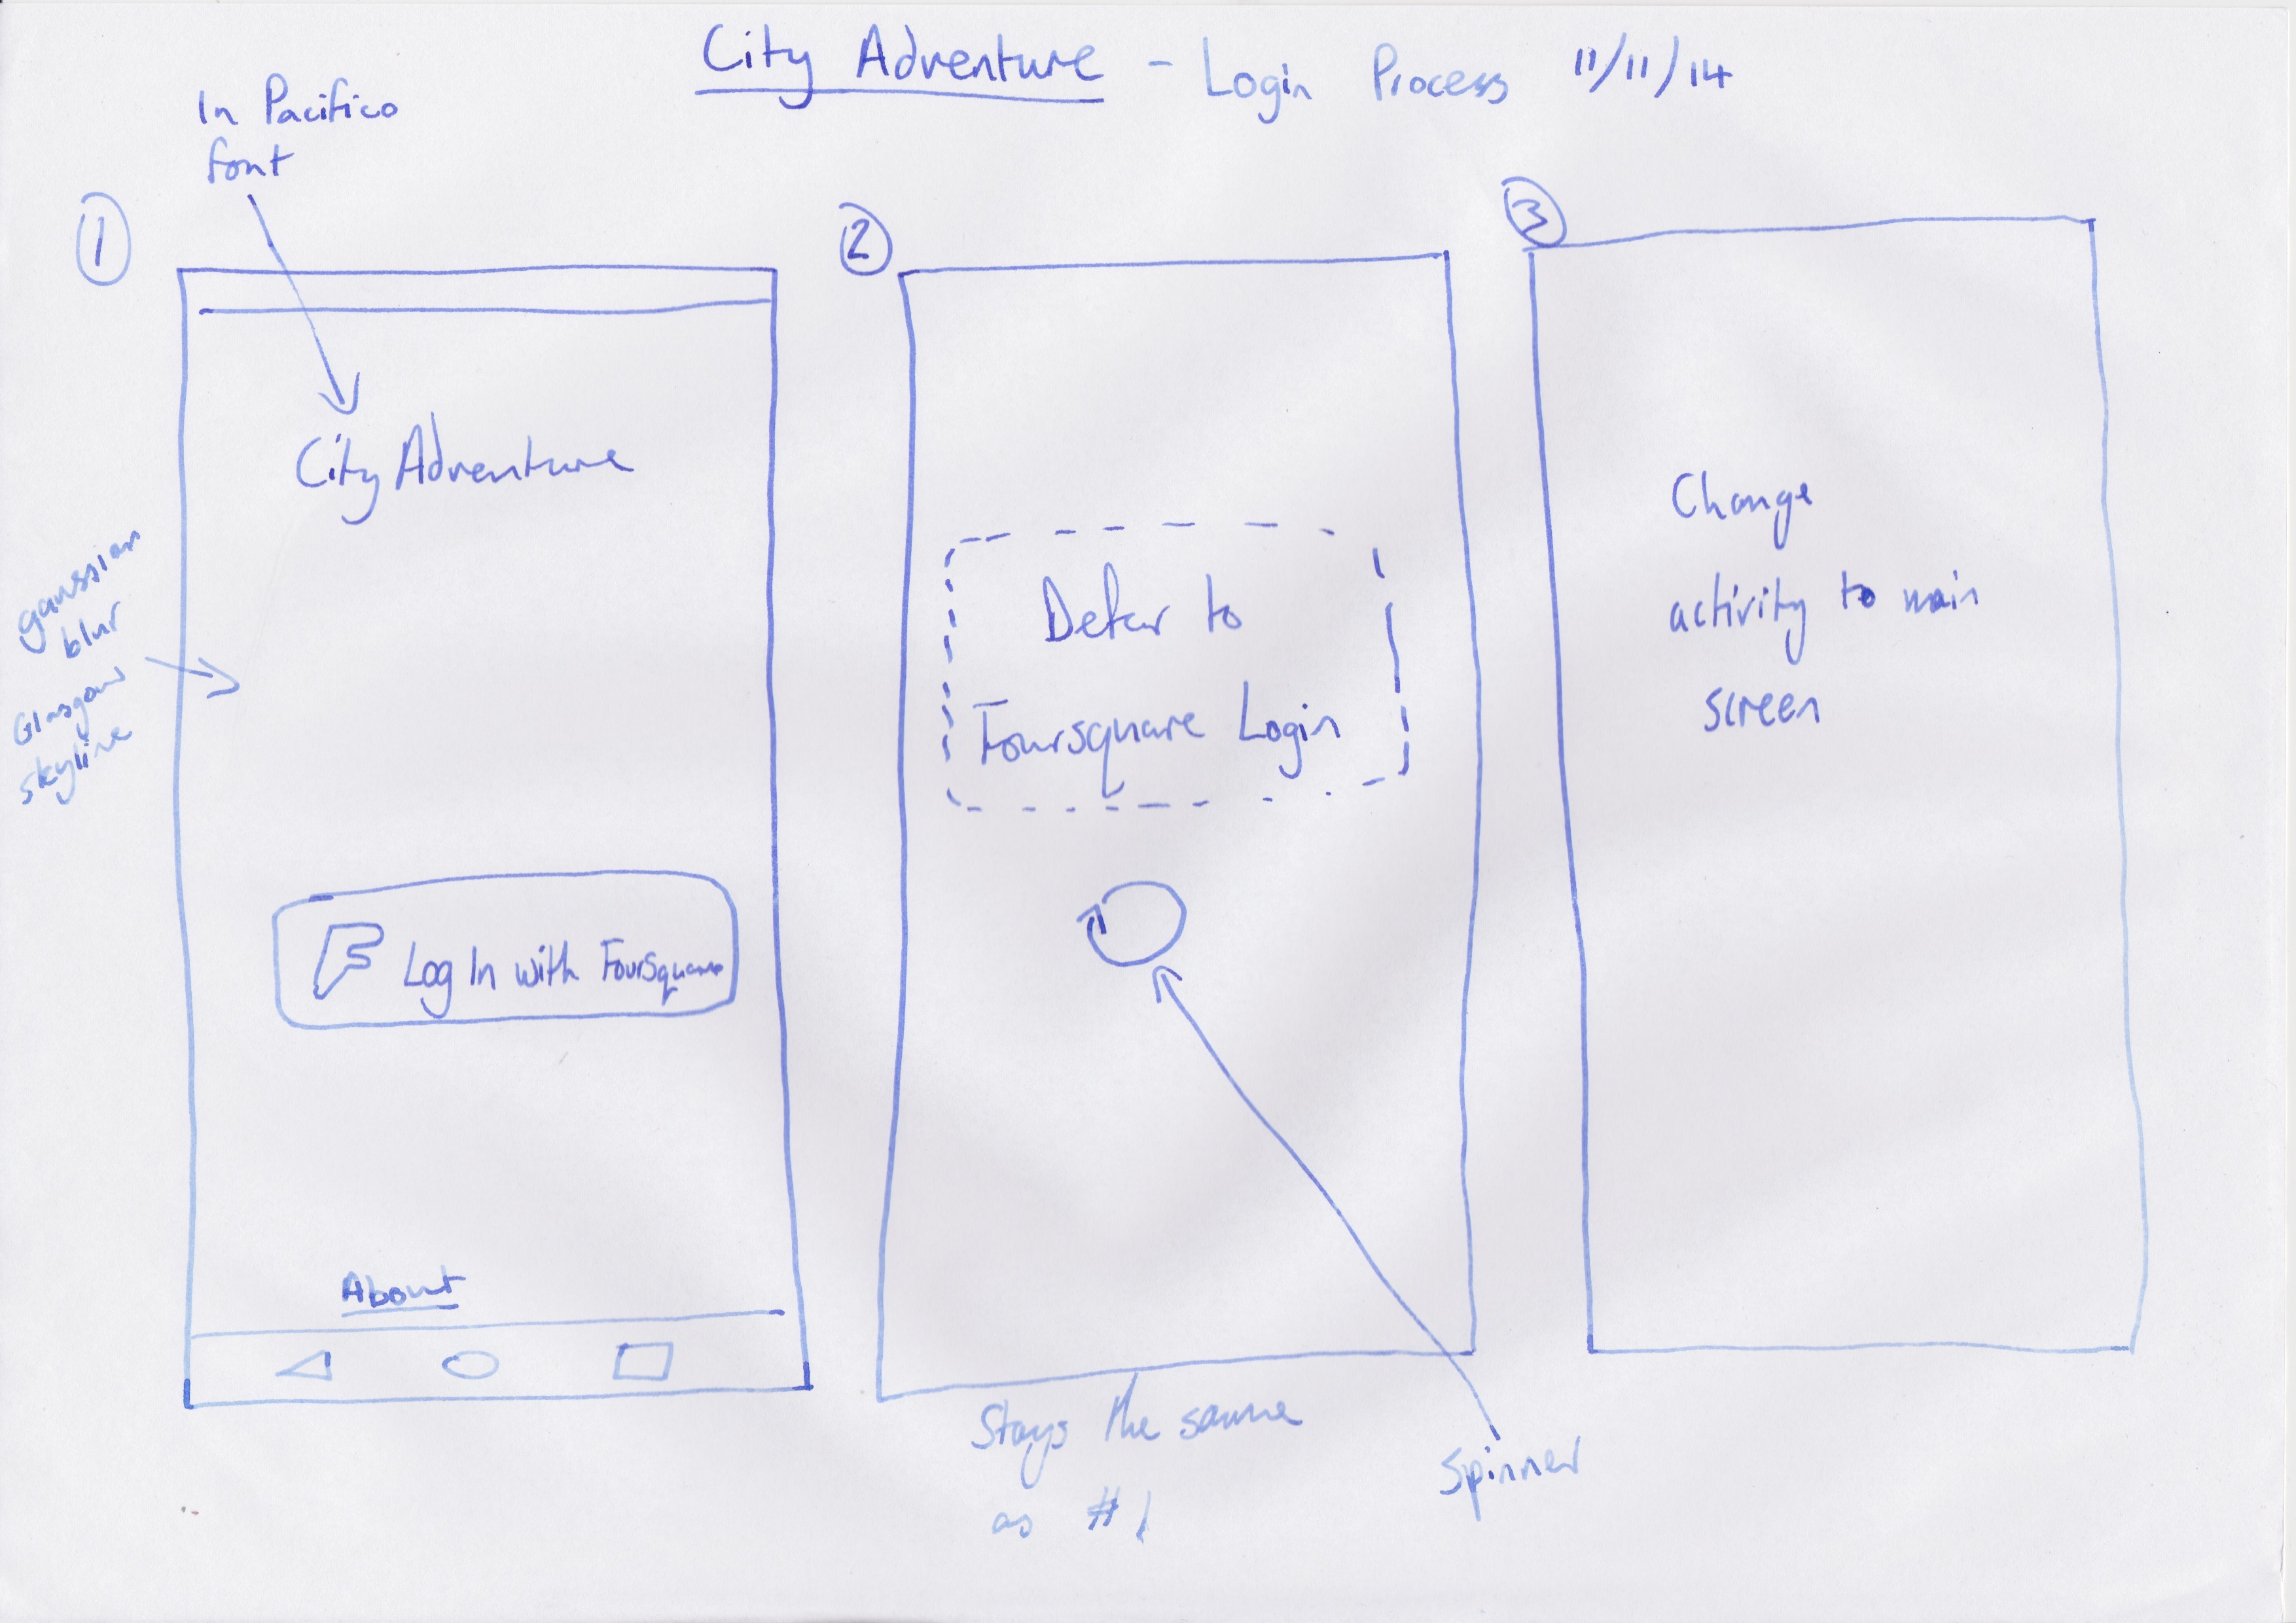 City Adventure - Login Process 11/11/14
In Pacifico
font
1
City Adventure
gaussian
blur
Glasgow
skyline
F Log In with Foursquare
About
2
Defer to
Foursquare Login
Stays the same
as #1
Spinner
3
Change
activity to main
screen